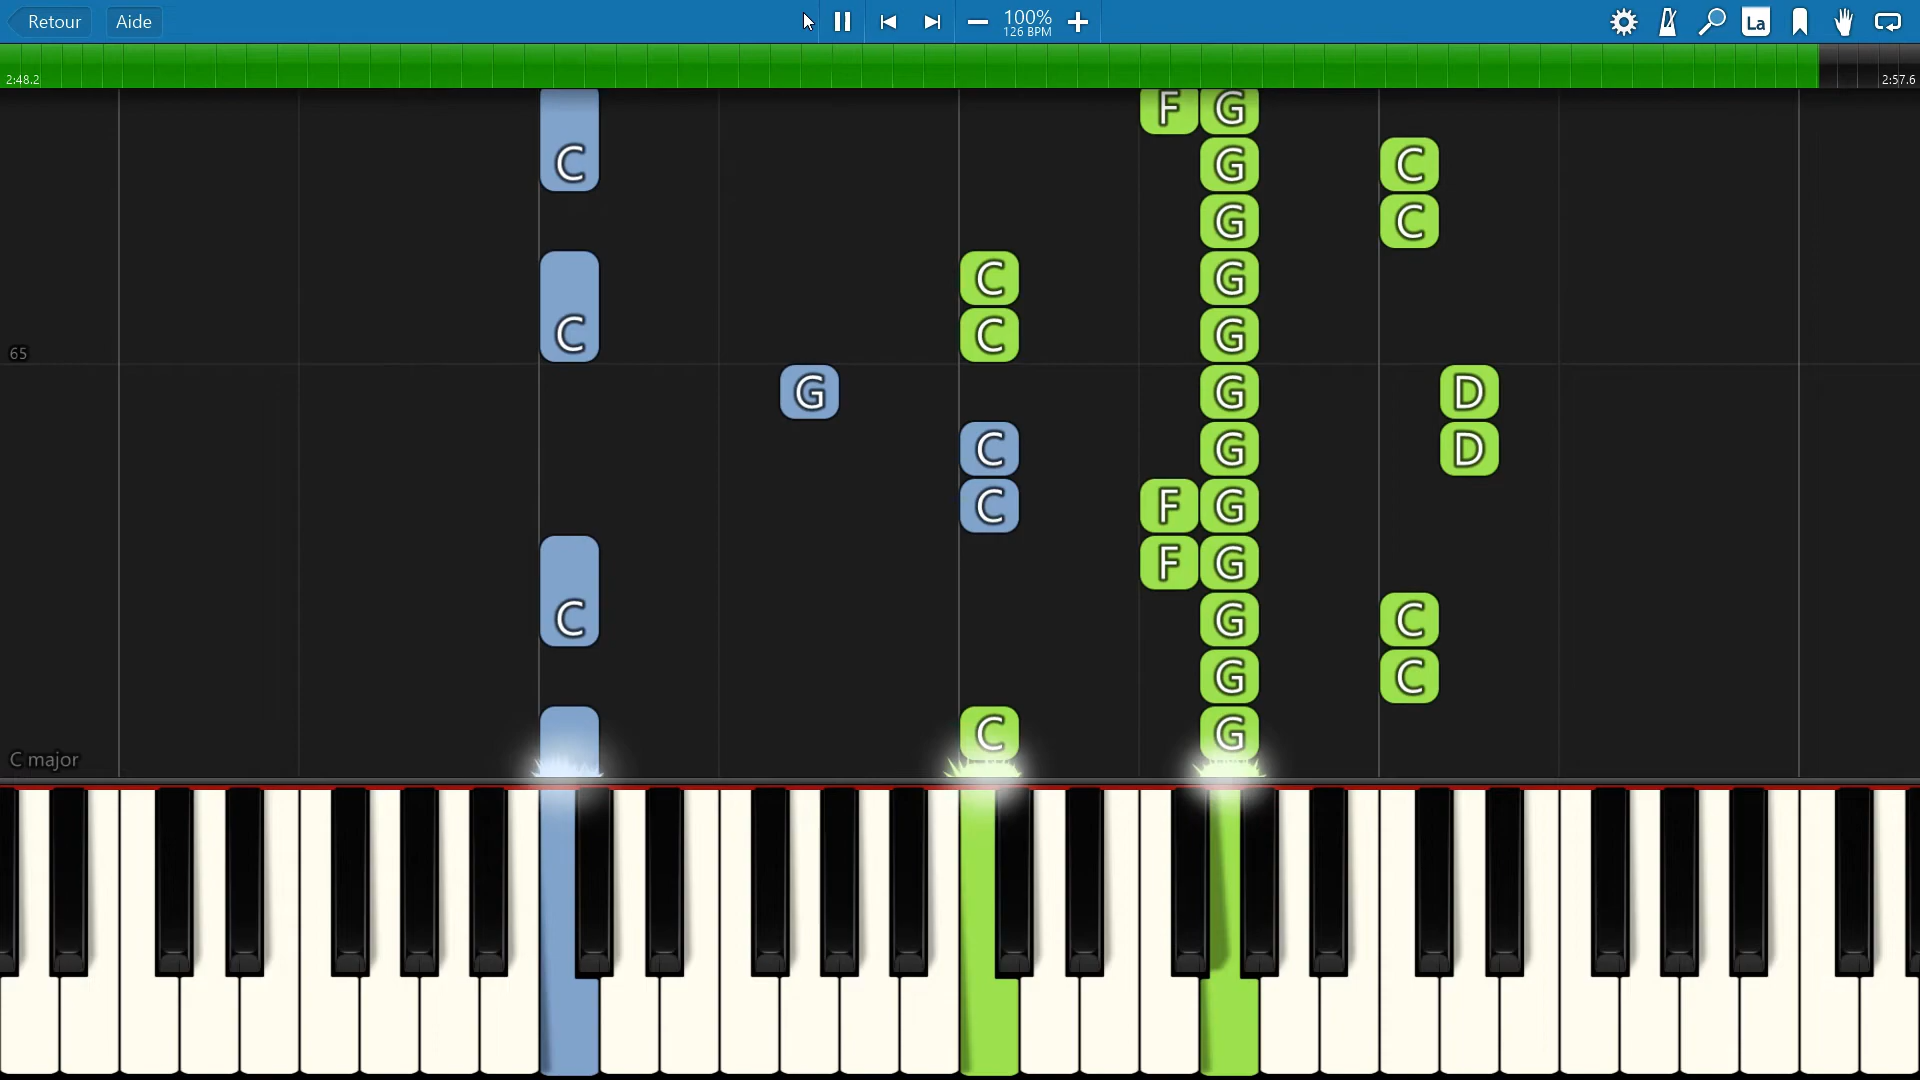 Retour Aide 100% La
126 BPM
2:48.2 2:57.6
F G
C G C
G C
C G
C C G
65
G G D
C G D
C F G
F G
C G C
G C
C G
C major